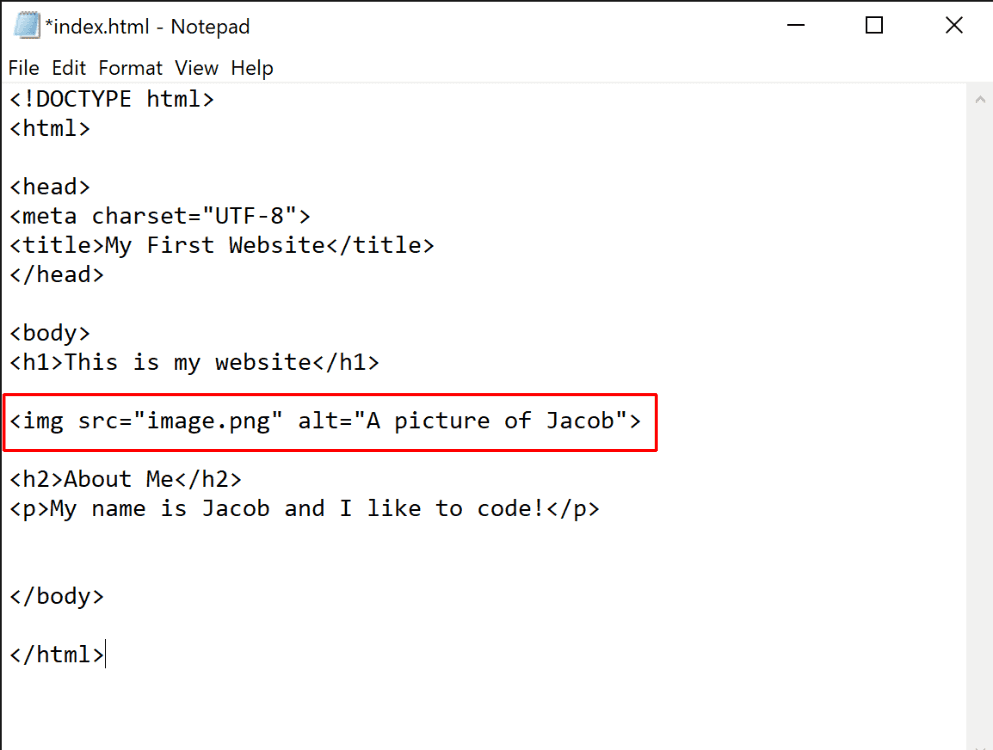 *index.html - Notepad
File Edit Format View Help
<!DOCTYPE html>
<html>
<head>
<meta charset="UTF-8">
<title>My First Website</title>
</head>
<body>
<h1>This is my website</h1>
<img src="image.png" alt="A picture of Jacob">
<h2>About Me</h2>
<p>My name is Jacob and I like to code!</p>
</body>
</html>